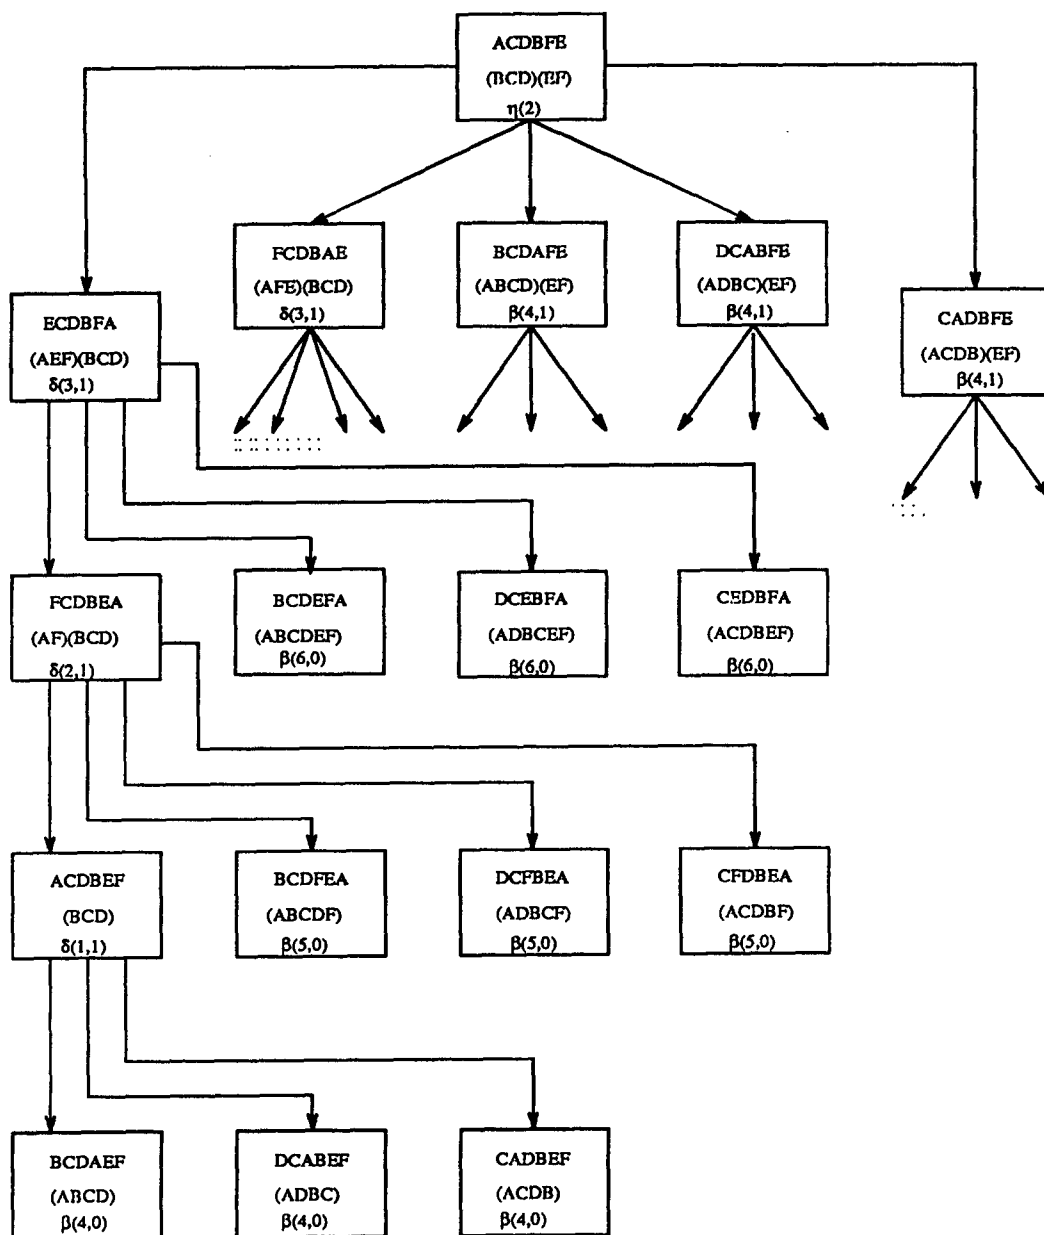 ACDBFE
(BCD)(EF)
η(2)
FCDBAE
(AFE)(BCD)
δ(3,1)
BCDAFE
(ABCD)(EF)
β(4,1)
DCABFE
(ADBC)(EF)
β(4,1)
ECDBFA
(AEF)(BCD)
δ(3,1)
CADBFE
(ACDB)(EF)
β(4,1)
FCDBEA
(AF)(BCD)
δ(2,1)
BCDEFA
(ABCDEF)
β(6,0)
DCEBFA
(ADBCEF)
β(6,0)
CEDBFA
(ACDBEF)
β(6,0)
ACDBEF
(BCD)
δ(1,1)
BCDFEA
(ABCDF)
β(5,0)
DCFBEA
(ADBCF)
β(5,0)
CFDBEA
(ACDBF)
β(5,0)
BCDAEF
(ABCD)
β(4,0)
DCABEF
(ADBC)
β(4,0)
CADBEF
(ACDB)
β(4,0)